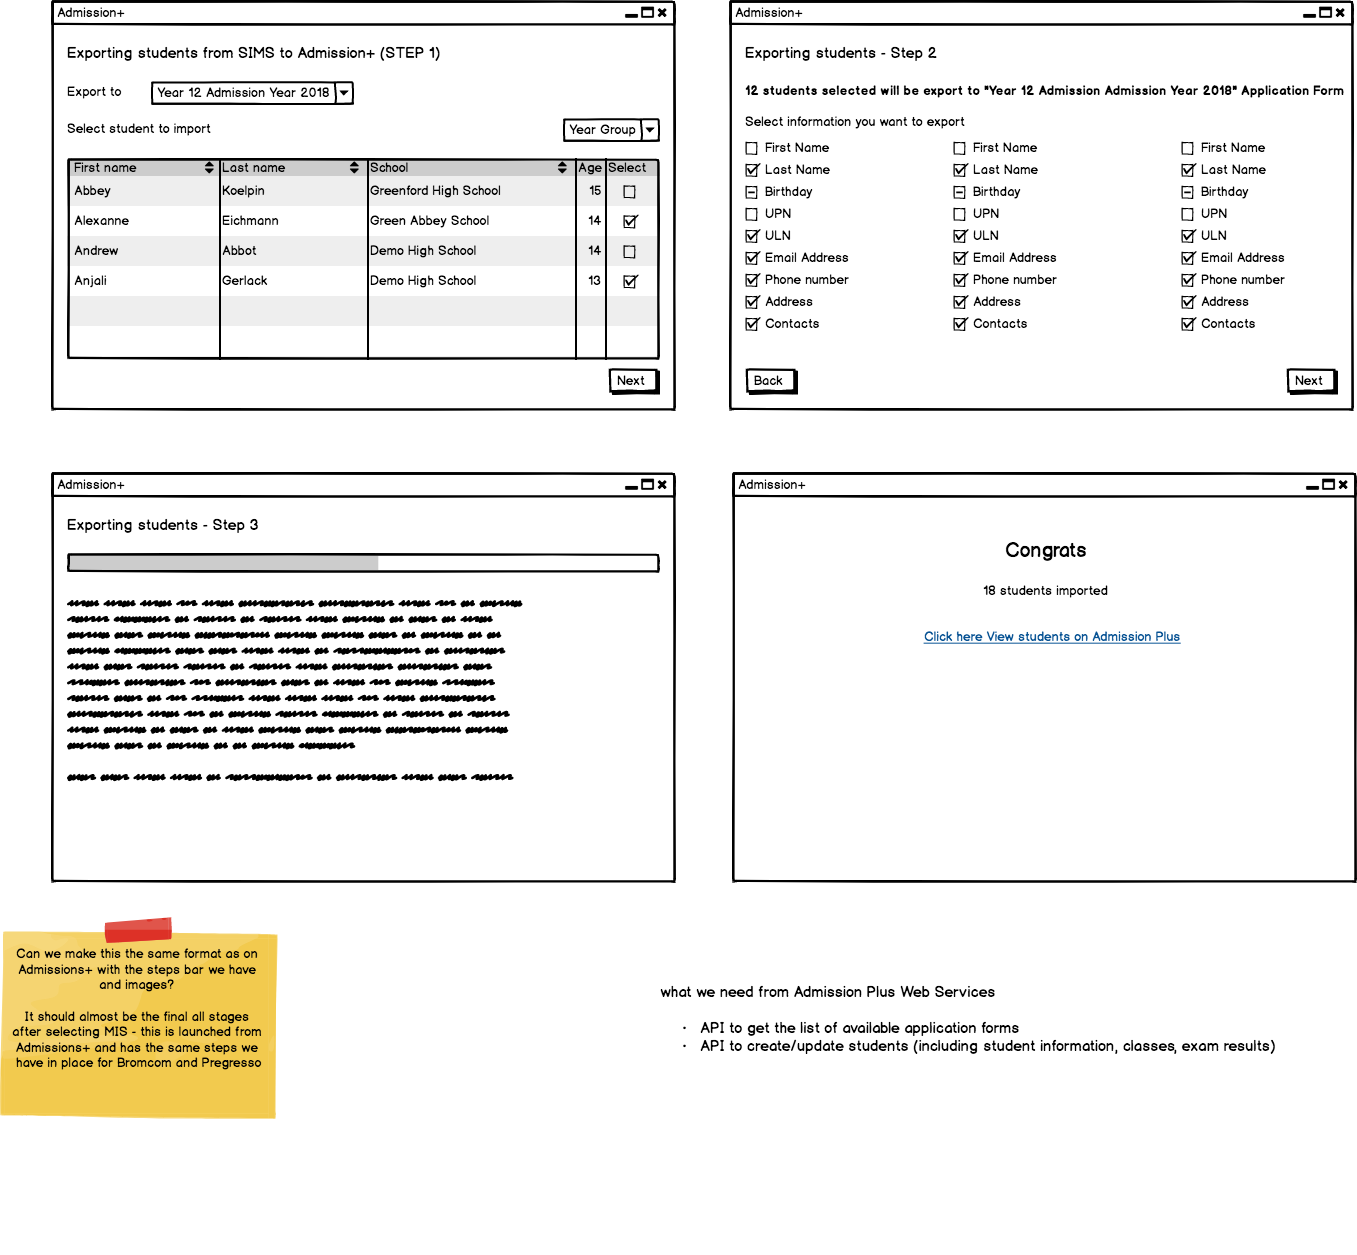 Admission+
Exporting students from SIMS to Admission+ (STEP 1)
Export to
Year 12 Admission Year 2018
Select student to import
Year Group
First name Last name School Age Select
Abbey Koelpin Greenford High School 15
Alexanne Eichmann Green Abbey School 14
Andrew Abbot Demo High School 14
Anjali Gerlack Demo High School 13
Next
Admission+
Exporting students - Step 2
12 students selected will be export to "Year 12 Admission Admission Year 2018" Application Form
Select information you want to export
First Name First Name First Name
Last Name Last Name Last Name
Birthday Birthday Birthday
UPN UPN UPN
ULN ULN ULN
Email Address Email Address Email Address
Phone number Phone number Phone number
Address Address Address
Contacts Contacts Contacts
Back Next
Admission+
Exporting students - Step 3
Admission+
Congrats
18 students imported
Click here View students on Admission Plus
Can we make this the same format as on
Admissions+ with the steps bar we have
and images?
It should almost be the final all stages
after selecting MIS - this is launched from
Admissions+ and has the same steps we
have in place for Bromcom and Pregresso
what we need from Admission Plus Web Services
· API to get the list of available application forms
· API to create/update students (including student information, classes, exam results)